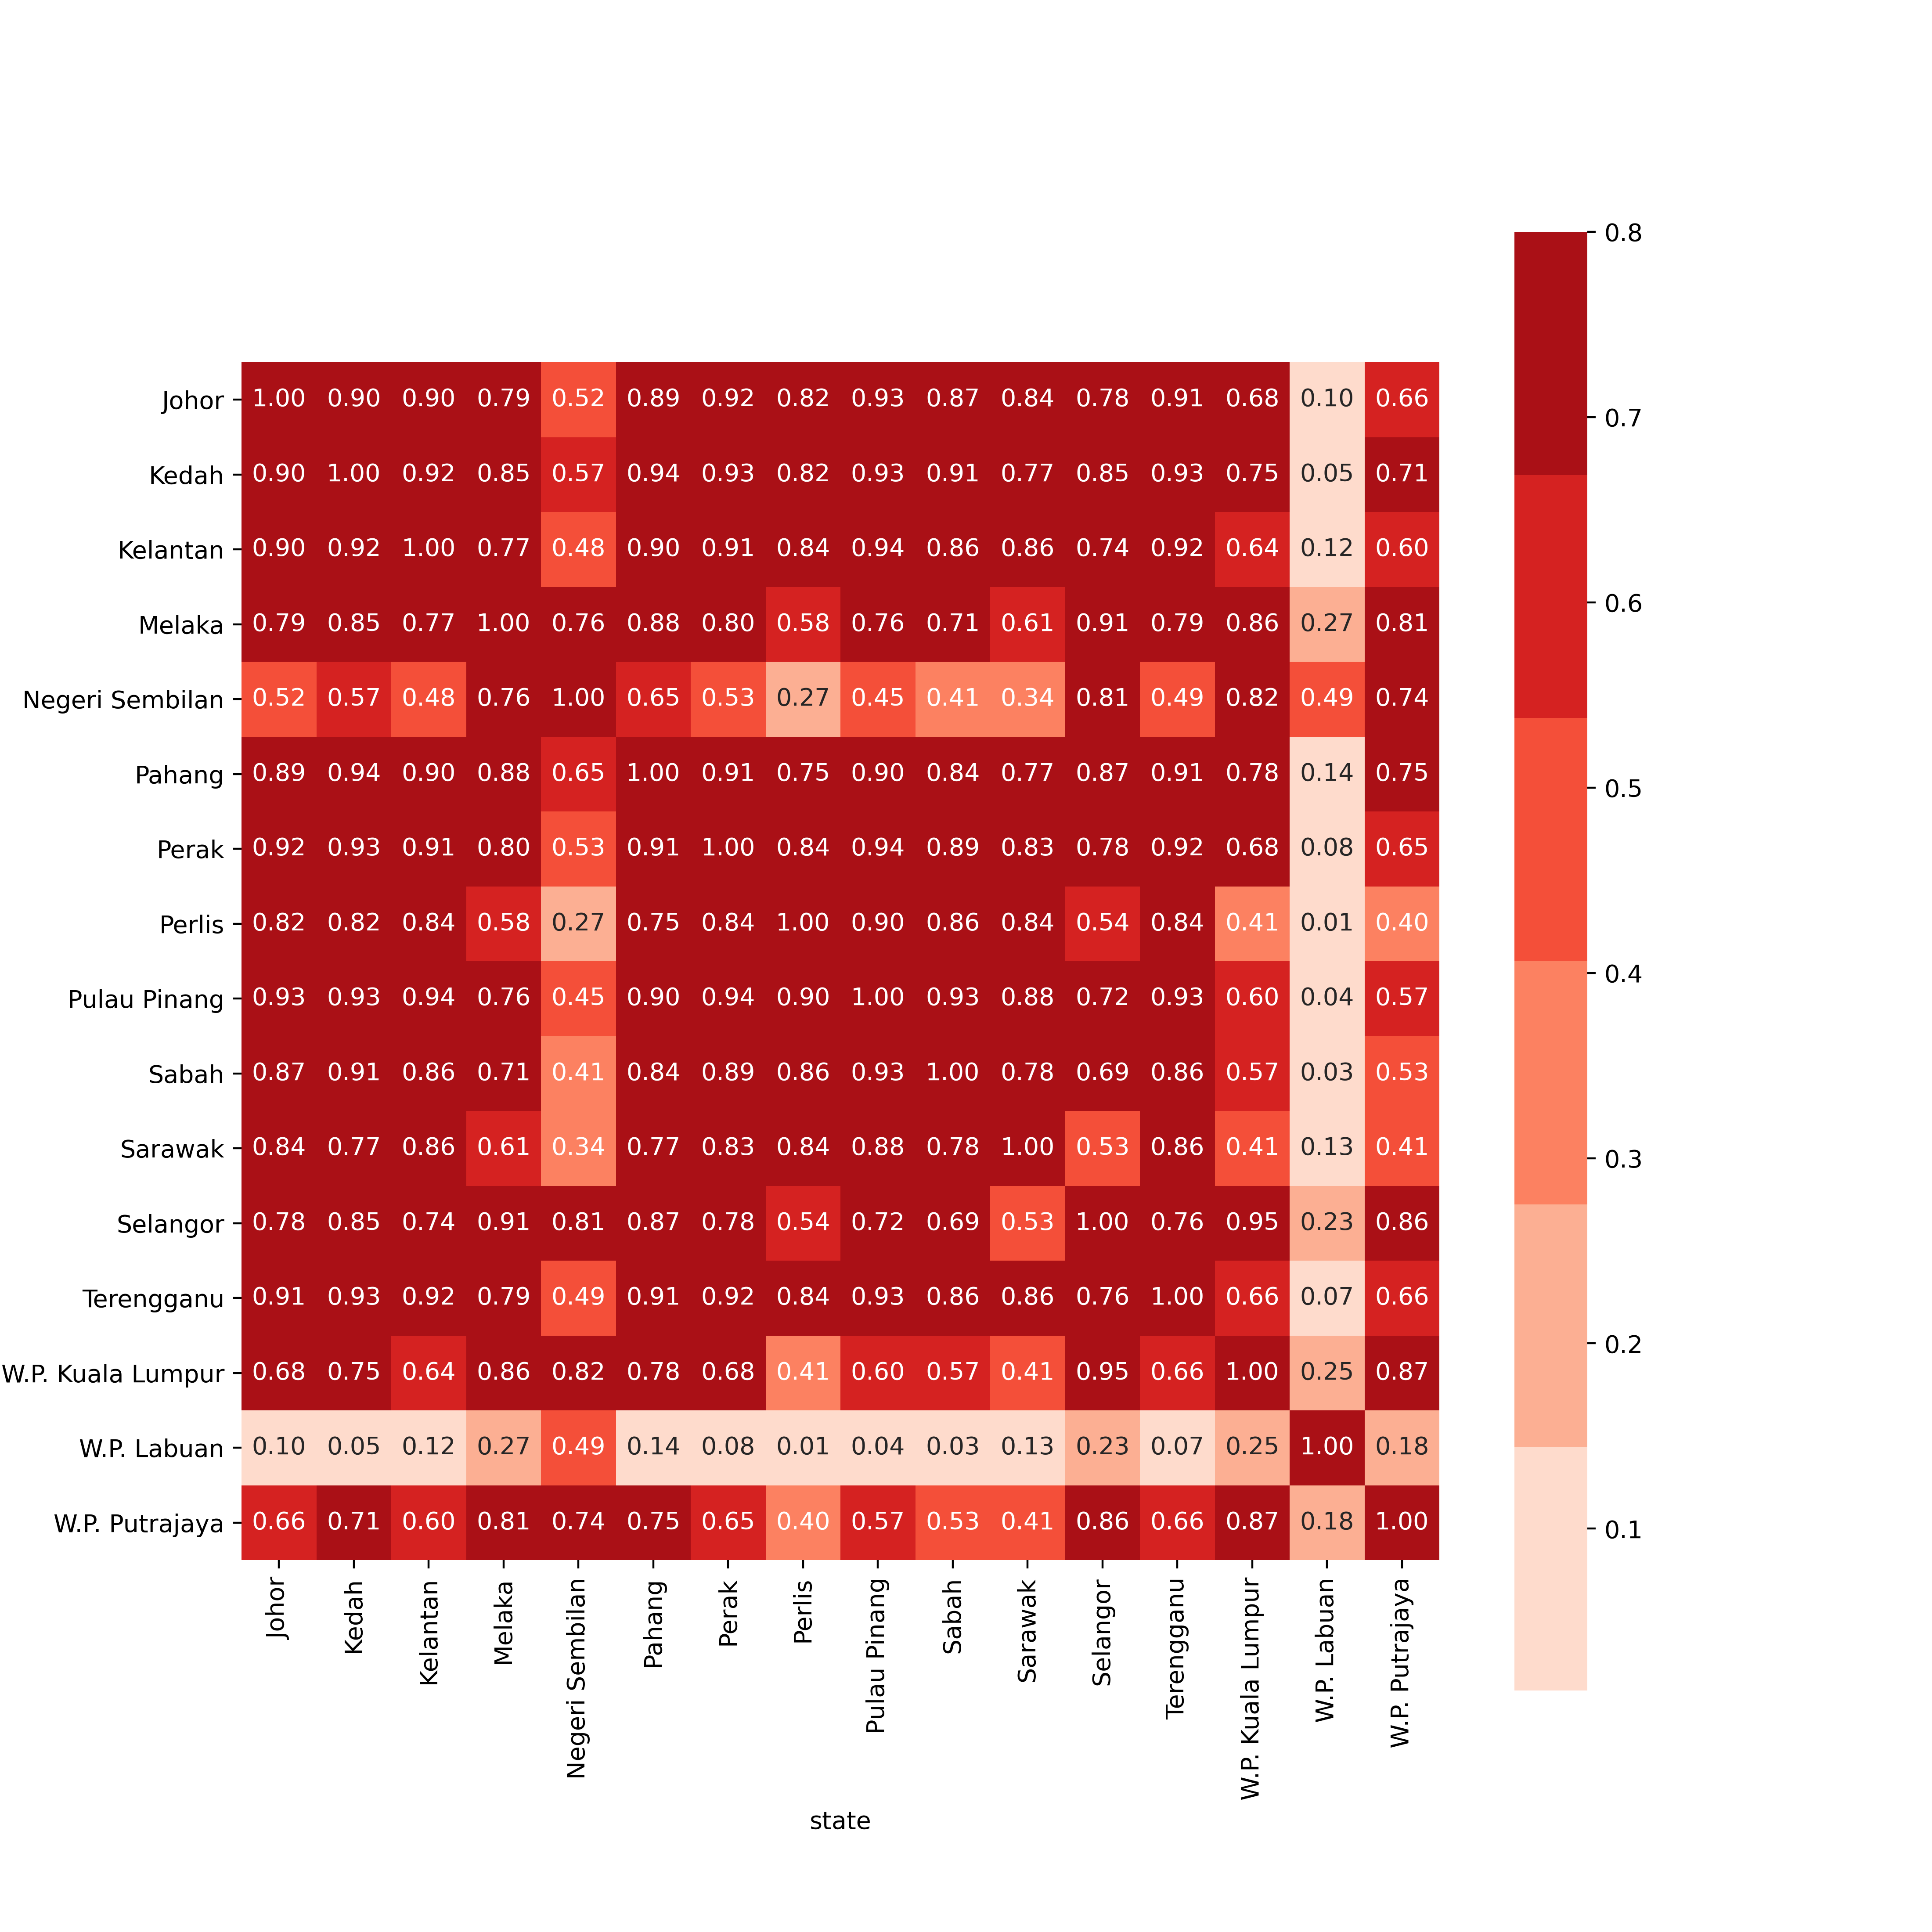 0.8
Johor 1.00 0.90 0.90 0.79 0.52 0.89 0.92 0.82 0.93 0.87 0.84 0.78 0.91 0.68 0.10 0.66
0.7
Kedah 0.90 1.00 0.92 0.85 0.57 0.94 0.93 0.82 0.93 0.91 0.77 0.85 0.93 0.75 0.05 0.71
Kelantan 0.90 0.92 1.00 0.77 0.48 0.90 0.91 0.84 0.94 0.86 0.86 0.74 0.92 0.64 0.12 0.60
0.6
Melaka 0.79 0.85 0.77 1.00 0.76 0.88 0.80 0.58 0.76 0.71 0.61 0.91 0.79 0.86 0.27 0.81
Negeri Sembilan 0.52 0.57 0.48 0.76 1.00 0.65 0.53 0.27 0.45 0.41 0.34 0.81 0.49 0.82 0.49 0.74
Pahang 0.89 0.94 0.90 0.88 0.65 1.00 0.91 0.75 0.90 0.84 0.77 0.87 0.91 0.78 0.14 0.75
0.5
Perak 0.92 0.93 0.91 0.80 0.53 0.91 1.00 0.84 0.94 0.89 0.83 0.78 0.92 0.68 0.08 0.65
Perlis 0.82 0.82 0.84 0.58 0.27 0.75 0.84 1.00 0.90 0.86 0.84 0.54 0.84 0.41 0.01 0.40
0.4
Pulau Pinang 0.93 0.93 0.94 0.76 0.45 0.90 0.94 0.90 1.00 0.93 0.88 0.72 0.93 0.60 0.04 0.57
Sabah 0.87 0.91 0.86 0.71 0.41 0.84 0.89 0.86 0.93 1.00 0.78 0.69 0.86 0.57 0.03 0.53
Sarawak 0.84 0.77 0.86 0.61 0.34 0.77 0.83 0.84 0.88 0.78 1.00 0.53 0.86 0.41 0.13 0.41
0.3
Selangor 0.78 0.85 0.74 0.91 0.81 0.87 0.78 0.54 0.72 0.69 0.53 1.00 0.76 0.95 0.23 0.86
Terengganu 0.91 0.93 0.92 0.79 0.49 0.91 0.92 0.84 0.93 0.86 0.86 0.76 1.00 0.66 0.07 0.66
0.2
W.P. Kuala Lumpur 0.68 0.75 0.64 0.86 0.82 0.78 0.68 0.41 0.60 0.57 0.41 0.95 0.66 1.00 0.25 0.87
W.P. Labuan 0.10 0.05 0.12 0.27 0.49 0.14 0.08 0.01 0.04 0.03 0.13 0.23 0.07 0.25 1.00 0.18
W.P. Putrajaya 0.66 0.71 0.60 0.81 0.74 0.75 0.65 0.40 0.57 0.53 0.41 0.86 0.66 0.87 0.18 1.00
0.1
Johor
Kedah
Kelantan
Melaka
Negeri Sembilan
Pahang
Perak
Perlis
Pulau Pinang
Sabah
Sarawak
Selangor
Terengganu
W.P. Kuala Lumpur
W.P. Labuan
W.P. Putrajaya
state